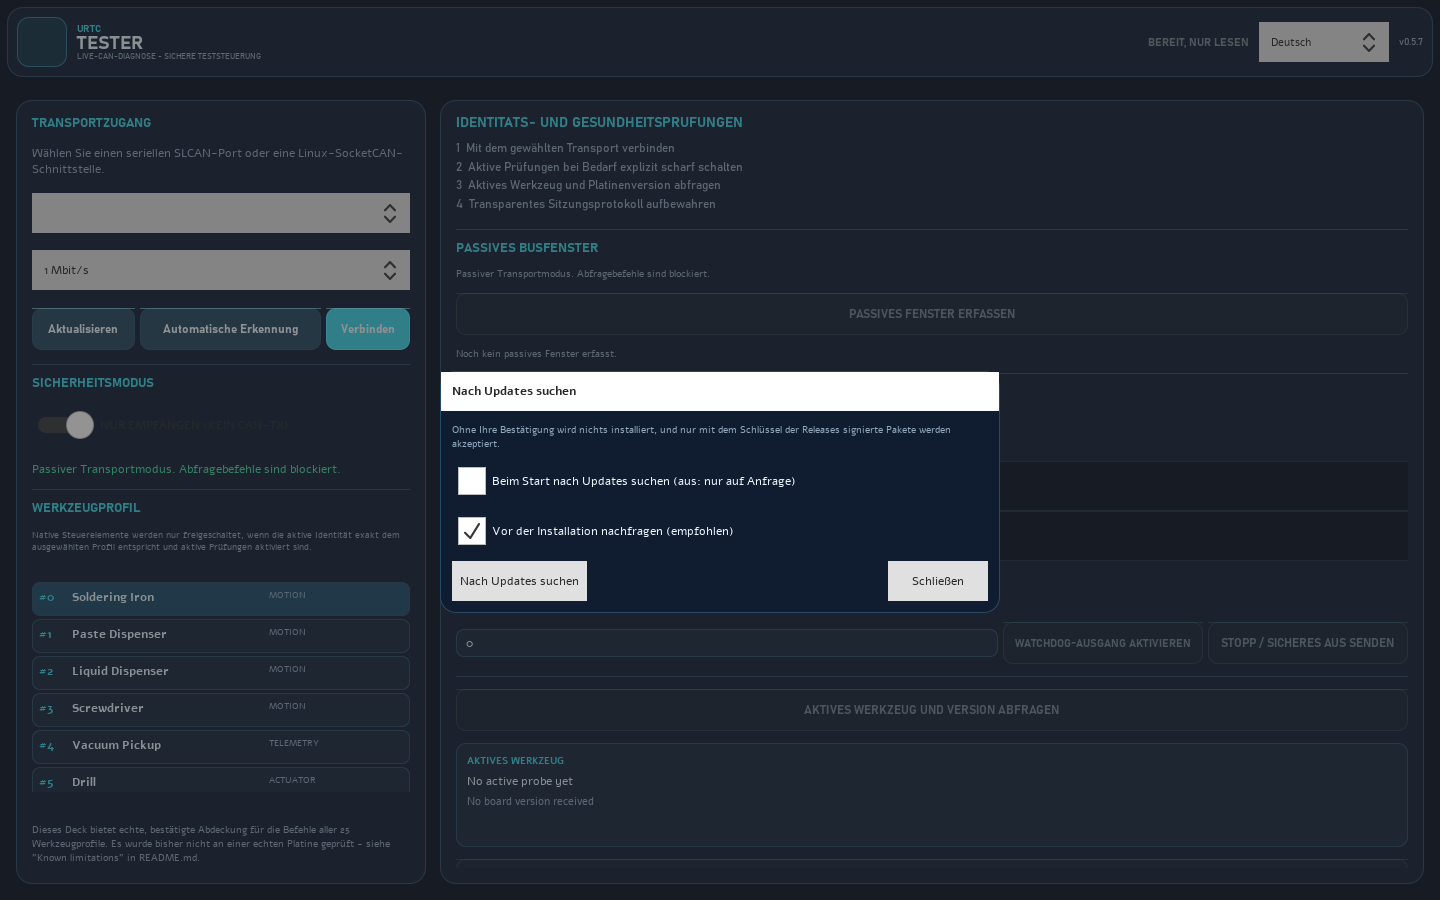 URTC
TESTER
LIVE-CAN-DIAGNOSE - SICHERE TESTSTEUERUNG
BEREIT, NUR LESEN
Deutsch
v0.5.7
TRANSPORTZUGANG
Wählen Sie einen seriellen SLCAN-Port oder eine Linux-SocketCAN-
Schnittstelle.
1 Mbit/s
Aktualisieren
Automatische Erkennung
Verbinden
SICHERHEITSMODUS
NUR EMPFANGEN (KEIN CAN-TX)
Passiver Transportmodus. Abfragebefehle sind blockiert.
WERKZEUGPROFIL
Native Steuerelemente werden nur freigeschaltet, wenn die aktive Identität exakt dem
ausgewählten Profil entspricht und aktive Prüfungen aktiviert sind.
#0 Soldering Iron MOTION
#1 Paste Dispenser MOTION
#2 Liquid Dispenser MOTION
#3 Screwdriver MOTION
#4 Vacuum Pickup TELEMETRY
#5 Drill ACTUATOR
Dieses Deck bietet echte, bestätigte Abdeckung für die Befehle aller 25
Werkzeugprofile. Es wurde bisher nicht an einer echten Platine geprüft - siehe
"Known limitations" in README.md.
IDENTITATS- UND GESUNDHEITSPRUFUNGEN
1 Mit dem gewählten Transport verbinden
2 Aktive Prüfungen bei Bedarf explizit scharf schalten
3 Aktives Werkzeug und Platinenversion abfragen
4 Transparentes Sitzungsprotokoll aufbewahren
PASSIVES BUSFENSTER
Passiver Transportmodus. Abfragebefehle sind blockiert.
PASSIVES FENSTER ERFASSEN
Noch kein passives Fenster erfasst.
Nach Updates suchen
Ohne Ihre Bestätigung wird nichts installiert, und nur mit dem Schlüssel der Releases signierte Pakete werden
akzeptiert.
Beim Start nach Updates suchen (aus: nur auf Anfrage)
Vor der Installation nachfragen (empfohlen)
Nach Updates suchen
Schließen
0
WATCHDOG-AUSGANG AKTIVIEREN
STOPP / SICHERES AUS SENDEN
AKTIVES WERKZEUG UND VERSION ABFRAGEN
AKTIVES WERKZEUG
No active probe yet
No board version received